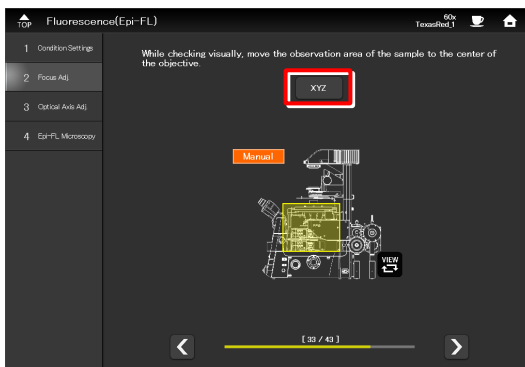 TOP
Fluorescence(Epi-FL)
60x
TexasRed_1
1 Condition Settings
2 Focus Adj.
3 Optical Axis Adj.
4 Epi-FL Microscopy
While checking visually, move the observation area of the sample to the center of
the objective.
XYZ
Manual
VIEW
[ 33 / 43 ]